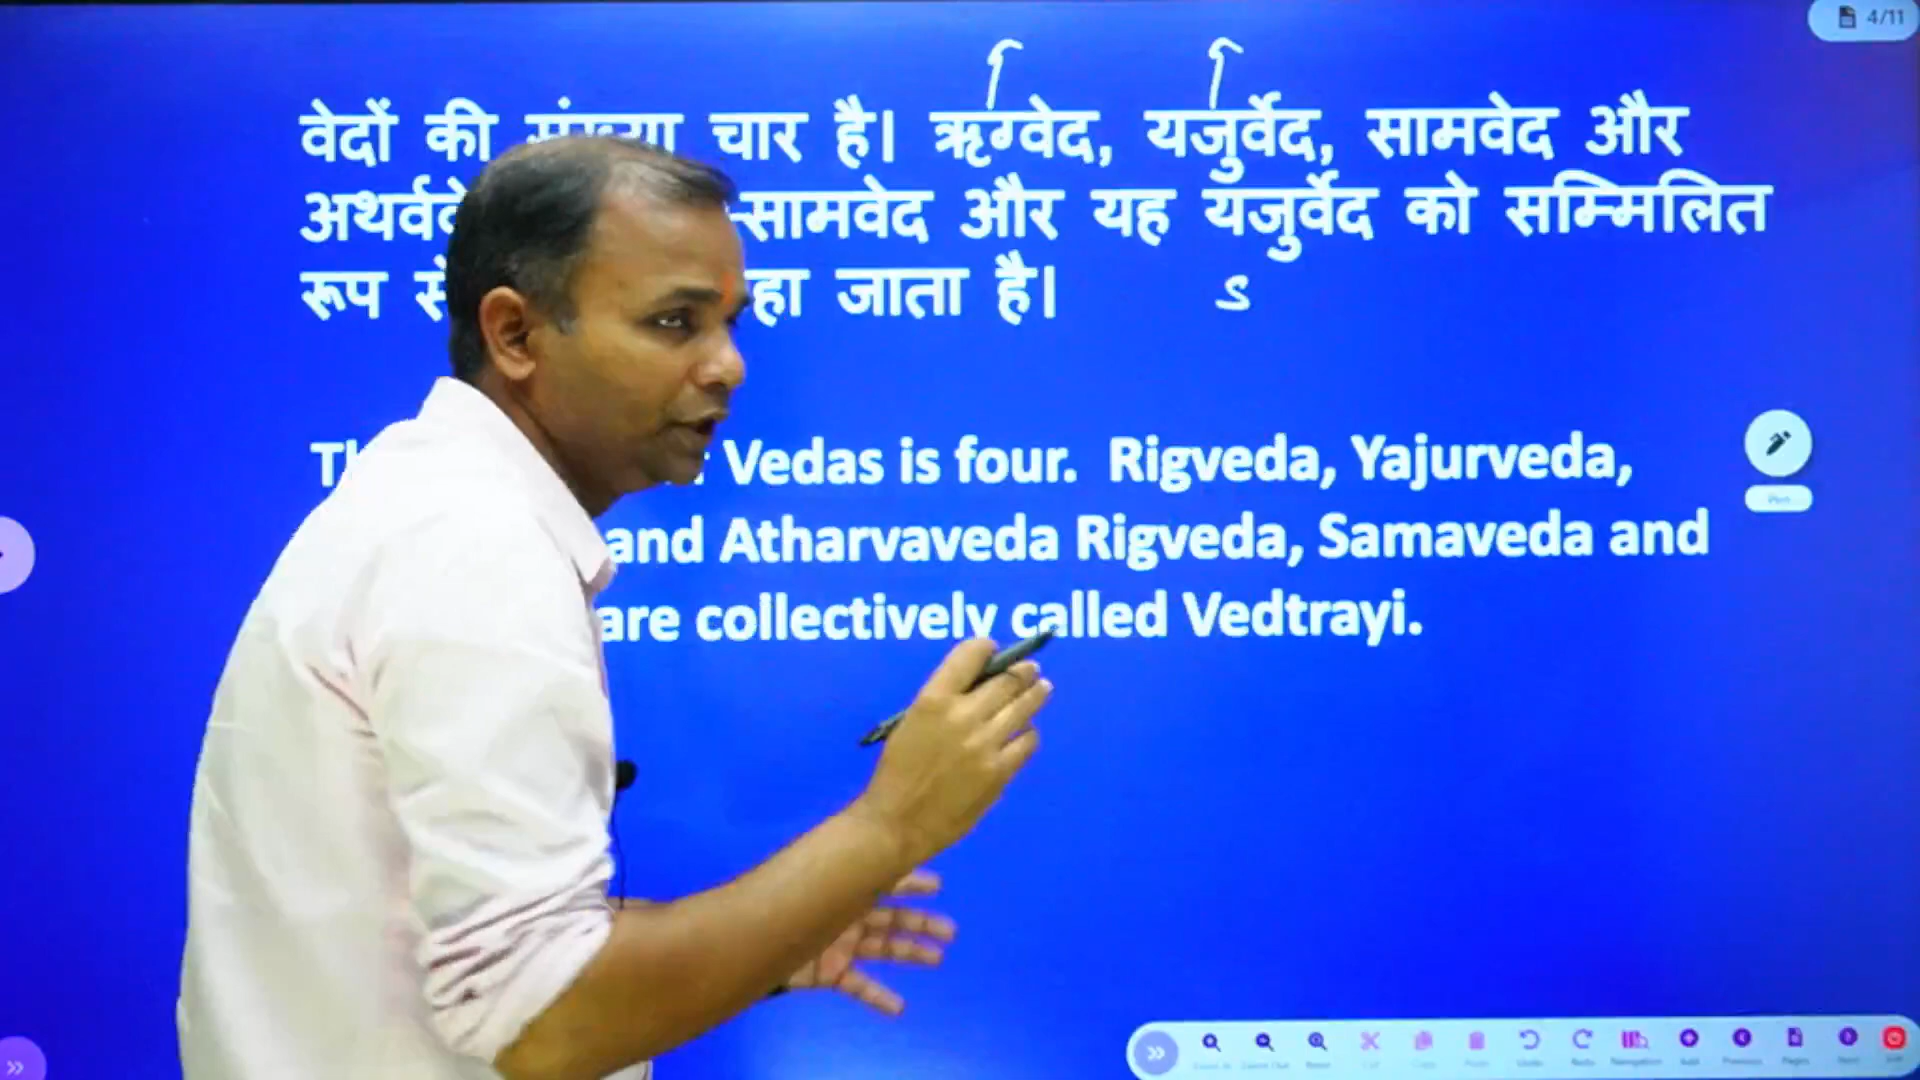 4/11
वेदों की संख्या चार है। ऋग्वेद, यजुर्वेद, सामवेद और
सामवेद और यह यजुर्वेद को सम्मिलित
रूप जाता है।
S
Vedas is four. Rigveda, Yajurveda,
and Atharvaveda Rigveda, Samaveda and
are collectively called Vedtrayi.
Pen